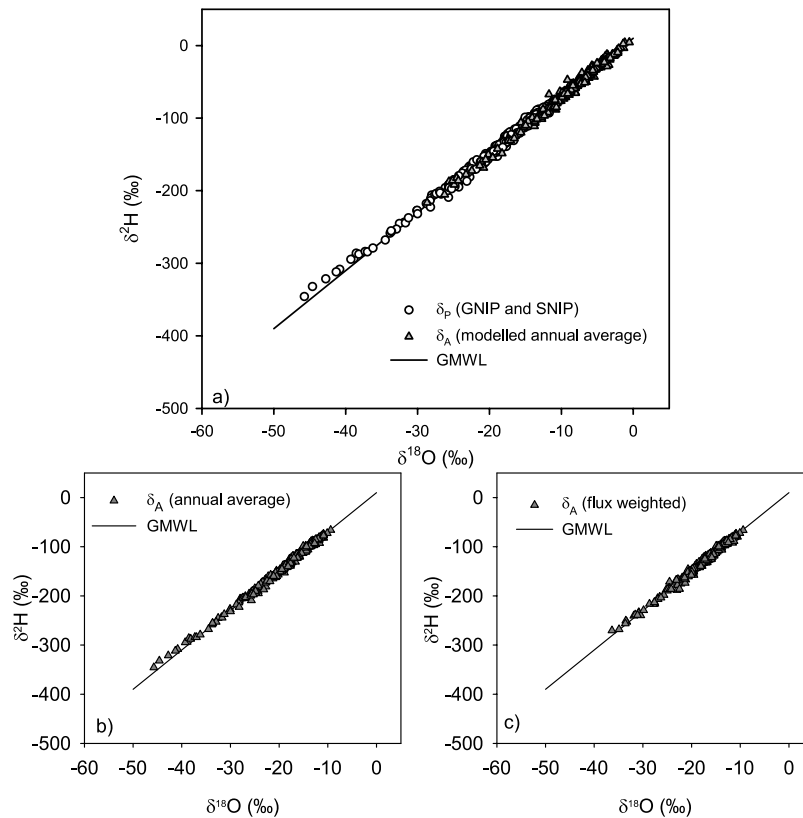 0
-100
-200
-300
-400
-500
δ²H (‰)
δₚ (GNIP and SNIP)
δ_A (modelled annual average)
GMWL
a)
-60 -50 -40 -30 -20 -10 0
δ¹⁸O (‰)
0
-100
-200
-300
-400
-500
δ²H (‰)
δ_A (annual average)
GMWL
b)
-60 -50 -40 -30 -20 -10 0
δ¹⁸O (‰)
0
-100
-200
-300
-400
-500
δ²H (‰)
δ_A (flux weighted)
GMWL
c)
-60 -50 -40 -30 -20 -10 0
δ¹⁸O (‰)